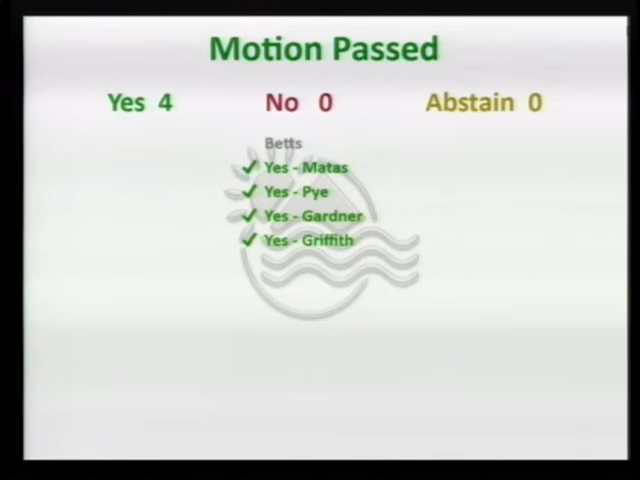 Motion Passed
Yes 4 No 0 Abstain 0
Betts
Yes - Matas
Yes - Pye
Yes - Gardner
Yes - Griffith